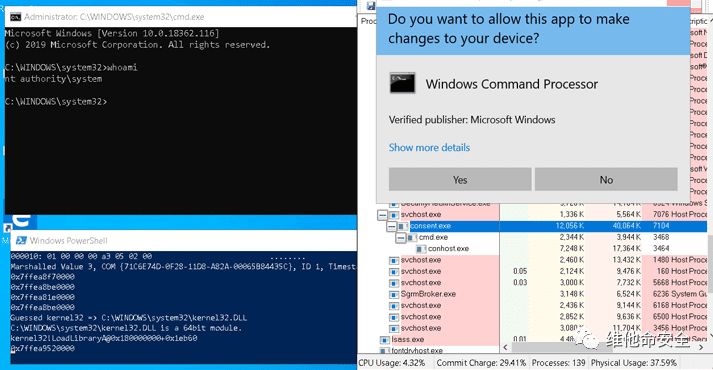 Administrator: C:\WINDOWS\system32\cmd.exe
Microsoft Windows [Version 10.0.18362.116]
(c) 2019 Microsoft Corporation. All rights reserved.
C:\WINDOWS\system32>whoami
nt authority\system
C:\WINDOWS\system32>
Windows PowerShell
000010: 01 00 00 00 a3 05 02 00 ........
Marshalled Value 3, COM {71C6E74D-0F28-11D8-A82A-00065B84435C}, ID 1, Timest
0x7ffea8f70000
0x7ffea8be0000
0x7ffea81e0000
0x7ffea8be0000
Guessed kernel32 => C:\WINDOWS\system32\kernel32.DLL
C:\WINDOWS\system32\kernel32.DLL is a 64bit module.
kernel32!LoadLibraryA@0x180000000+0x1eb60
0x7ffea9520000
Do you want to allow this app to make
changes to your device?
Windows Command Processor
Verified publisher: Microsoft Windows
Show more details
Yes No
svchost.exe 1,336 K 5,564 K 7076 Host Proce
consent.exe 12,056 K 40,064 K 7104
cmd.exe 2,344 K 3,944 K 3468
conhost.exe 7,248 K 17,364 K 3464
svchost.exe 2,460 K 13,432 K 1480 Host Proce
svchost.exe 0.05 2,124 K 9,476 K 160 Host Proce
svchost.exe 0.03 3,000 K 7,732 K 5668 Host Proce
SgrmBroker.exe 3,148 K 6,524 K 6236 System Gu
svchost.exe 2,436 K 9,144 K 6168 Host Proce
svchost.exe 2,852 K 9,636 K 6500 Host Proce
svchost.exe 3,080 11,704 K 3456 Host Proce
lsass.exe 0.01
fontdrvhost.exe
维他命安全
CPU Usage: 4.32% Commit Charge: 29.41% Processes: 139 Physical Usage: 37.59%